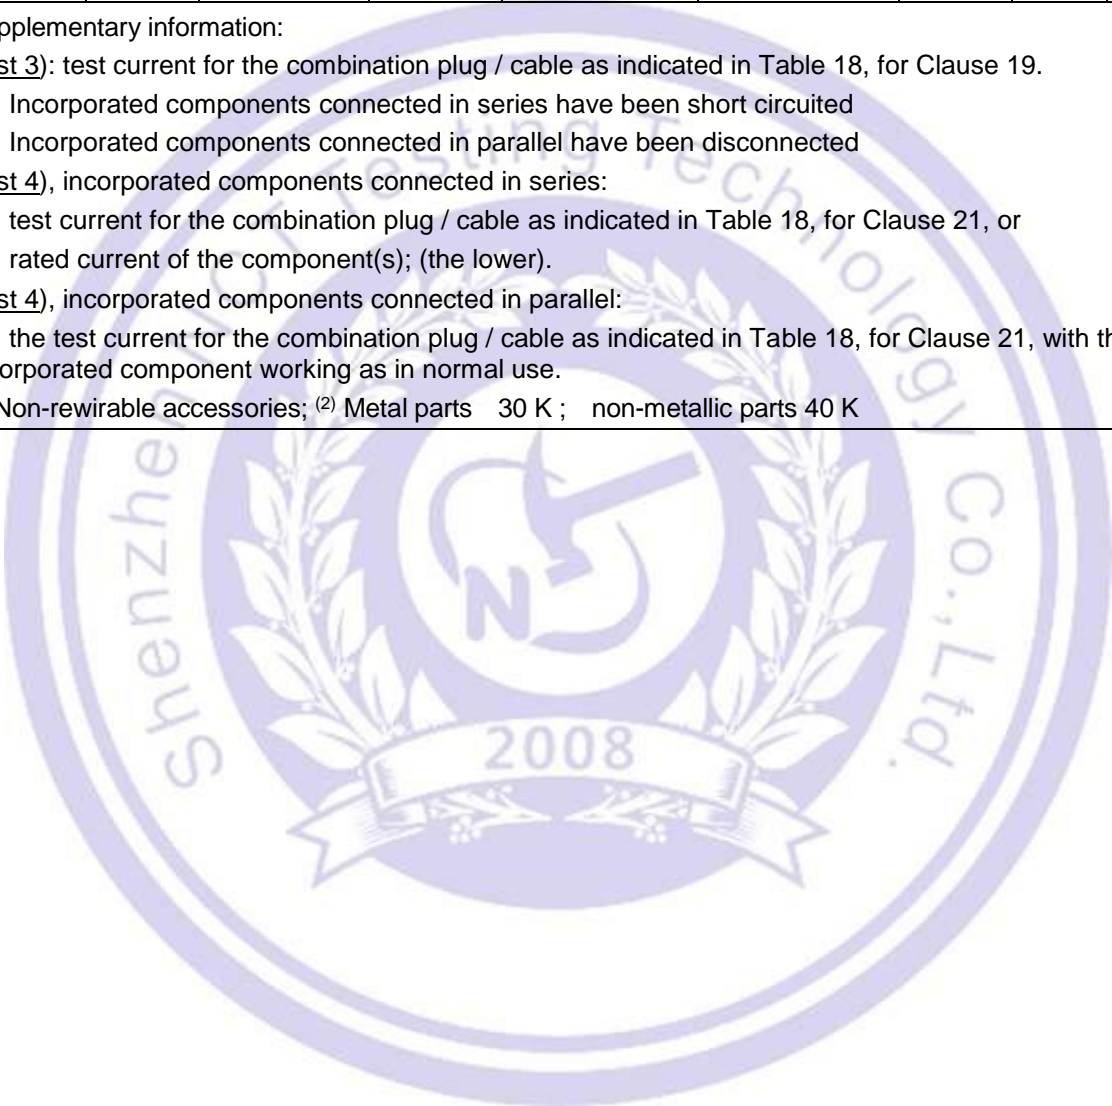 pplementary information:
st 3): test current for the combination plug / cable as indicated in Table 18, for Clause 19.
Incorporated components connected in series have been short circuited
Incorporated components connected in parallel have been disconnected
st 4), incorporated components connected in series:
test current for the combination plug / cable as indicated in Table 18, for Clause 21, or
rated current of the component(s); (the lower).
st 4), incorporated components connected in parallel:
the test current for the combination plug / cable as indicated in Table 18, for Clause 21, with th
orporated component working as in normal use.
Non-rewirable accessories; (2) Metal parts 30 K ; non-metallic parts 40 K
Shenzhen NCT Testing Technology Co., Ltd.
N
2008